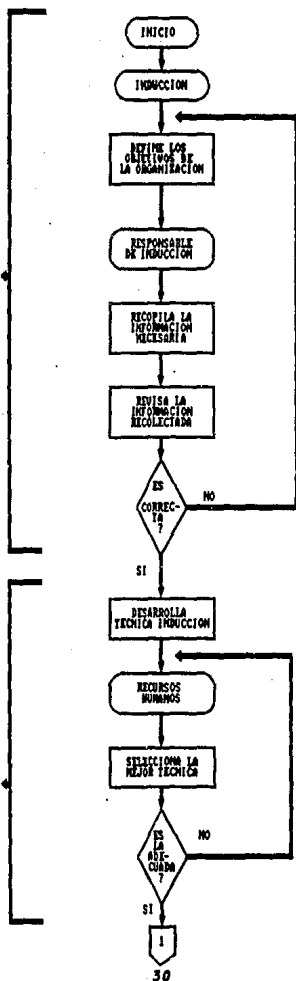 INICIO
INDUCCION
DEFINE LOS
OBJETIVOS DE
LA ORGANIZACION
RESPONSABLE
DE INDUCCION
RECOPILA LA
INFORMACION
NECESARIA
REVISA LA
INFORMACION
RECOLECTADA
ES
CORREC-
TA
?
NO
SI
DESARROLLA
TECNICA INDUCCION
RECURSOS
HUMANOS
SELECCIONA LA
MEJOR TECNICA
ES
LA
ADE-
CUADA
?
NO
SI
1
30